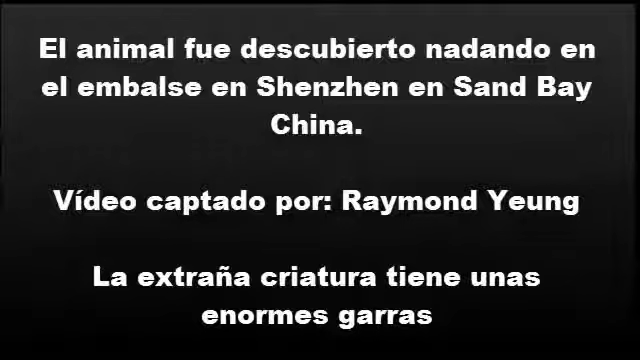 El animal fue descubierto nadando en
el embalse en Shenzhen en Sand Bay
China.
Vídeo captado por: Raymond Yeung
La extraña criatura tiene unas
enormes garras